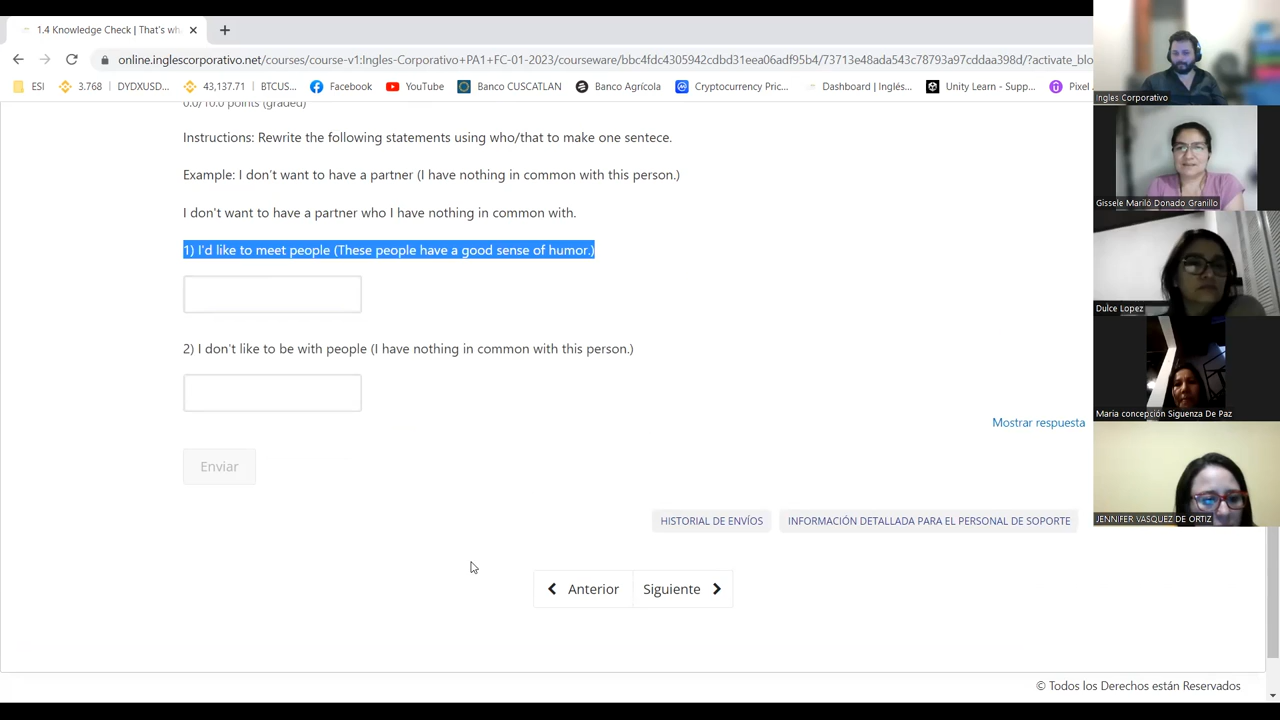 1.4 Knowledge Check | That's wh
online.inglescorporativo.net/courses/course-v1:Ingles-Corporativo+PA1-EC-01-2023/courseware/bbc4fdc4305942cdbd31fea06adf95b4/73713e48ada543c78793a97cddaa398d/?activate_blo
ESI 3.768 | DYDXUSD... 43,137.71 | BTCUS... Facebook YouTube Banco CUSCATLAN Banco Agrícola Cryptocurrency Pric... Dashboard | Inglés... Unity Learn - Supp... Pixel
0.0/10.0 points (graded)
Instructions: Rewrite the following statements using who/that to make one sentece.
Example: I don´t want to have a partner (I have nothing in common with this person.)
I don't want to have a partner who I have nothing in common with.
1) I'd like to meet people (These people have a good sense of humor.)
2) I don't like to be with people (I have nothing in common with this person.)
Mostrar respuesta
Enviar
HISTORIAL DE ENVÍOS INFORMACIÓN DETALLADA PARA EL PERSONAL DE SOPORTE
Anterior Siguiente
© Todos los Derechos están Reservados
Ingles Corporativo
Gissele Mariló Donado Granillo
Dulce Lopez
Maria concepción Siguenza De Paz
JENNIFER VASQUEZ DE ORTIZ